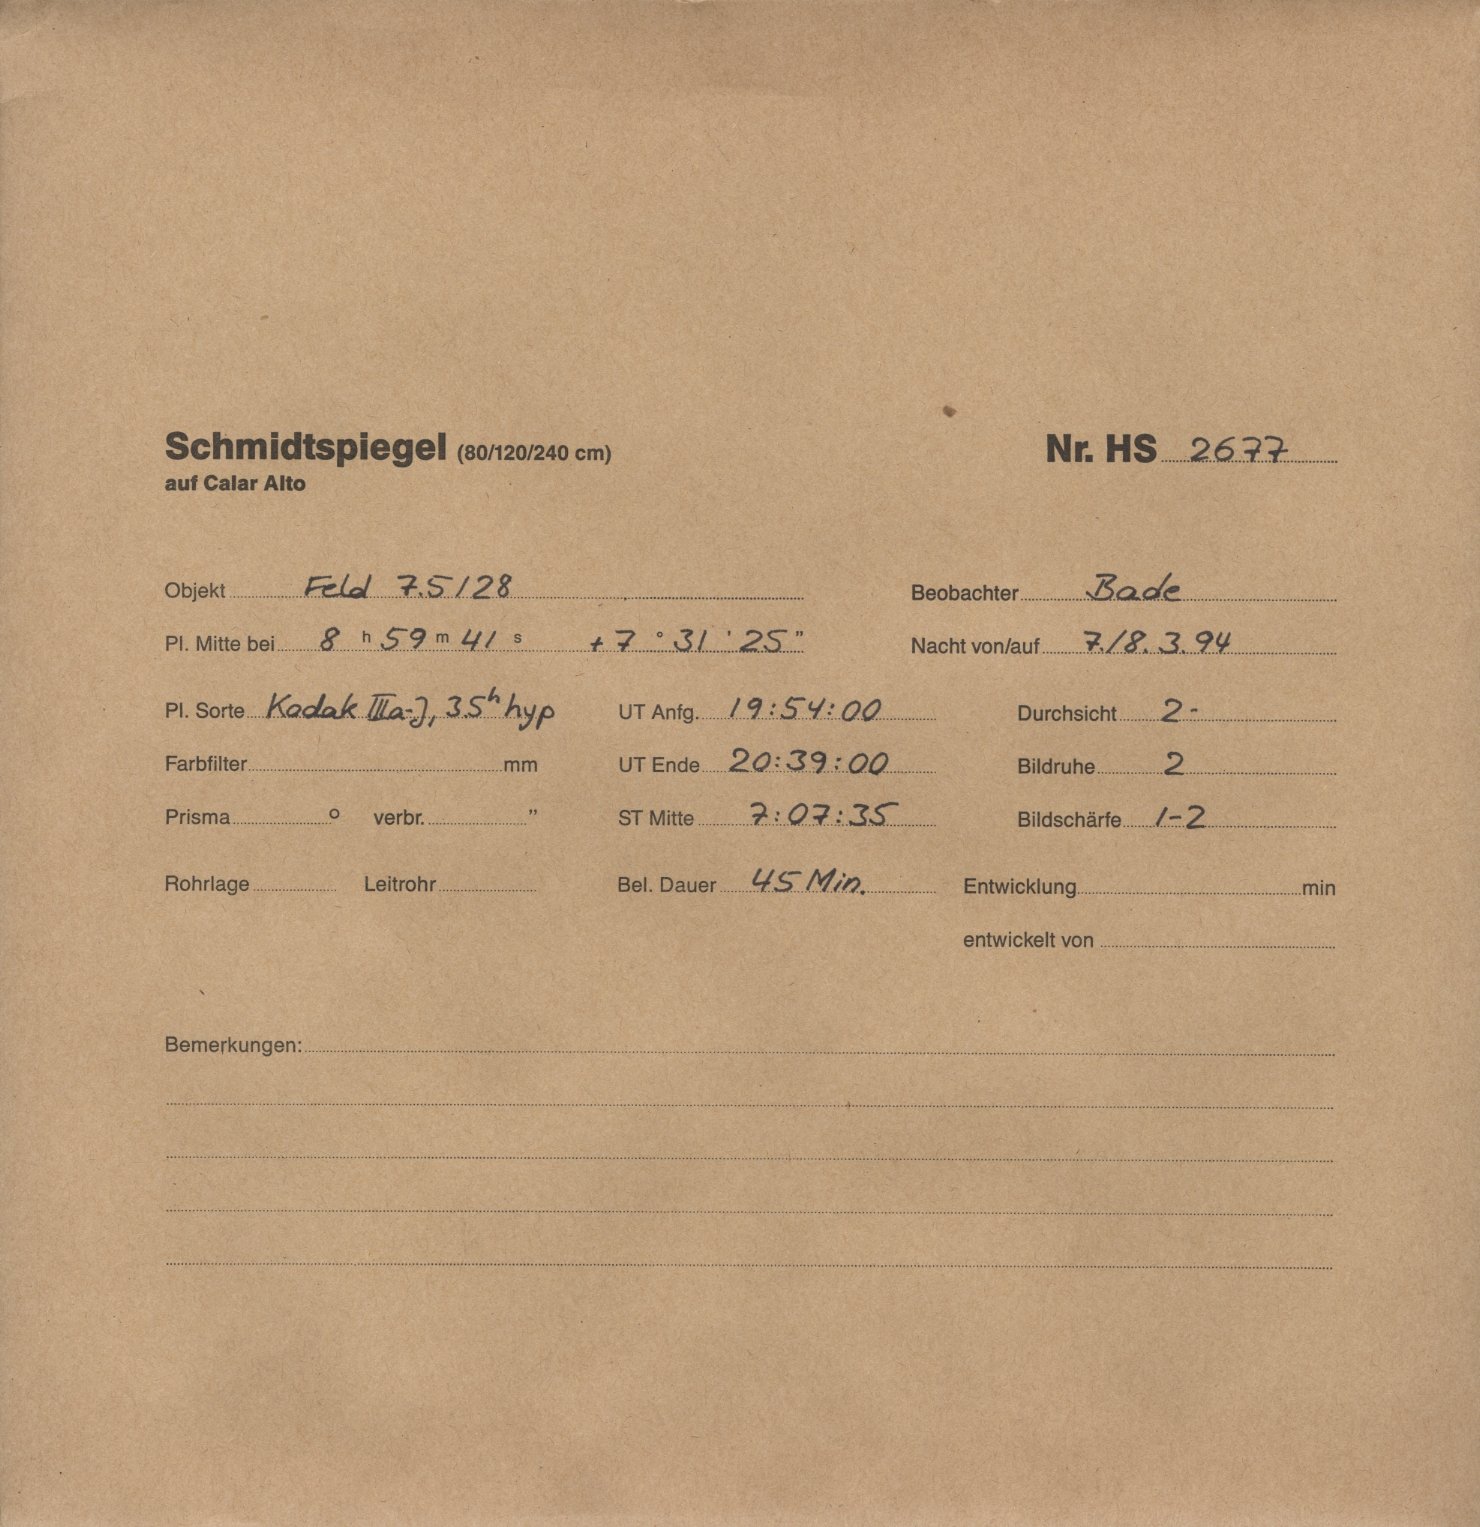 Schmidtspiegel (80/120/240 cm) Nr. HS 2677
auf Calar Alto
Objekt Feld 7.5/28 Beobachter Bade
Pl. Mitte bei 8 h 59 m 41 s +7 ° 31 ' 25 " Nacht von/auf 7./8. 3. 94
Pl. Sorte Kodak IIIa-J, 35h hyp UT Anfg. 19:54:00 Durchsicht 2-
Farbfilter mm UT Ende 20:39:00 Bildruhe 2
Prisma ° verbr. " ST Mitte 7:07:35 Bildschärfe 1-2
Rohrlage Leitrohr Bel. Dauer 45 Min. Entwicklung min
entwickelt von
Bemerkungen: